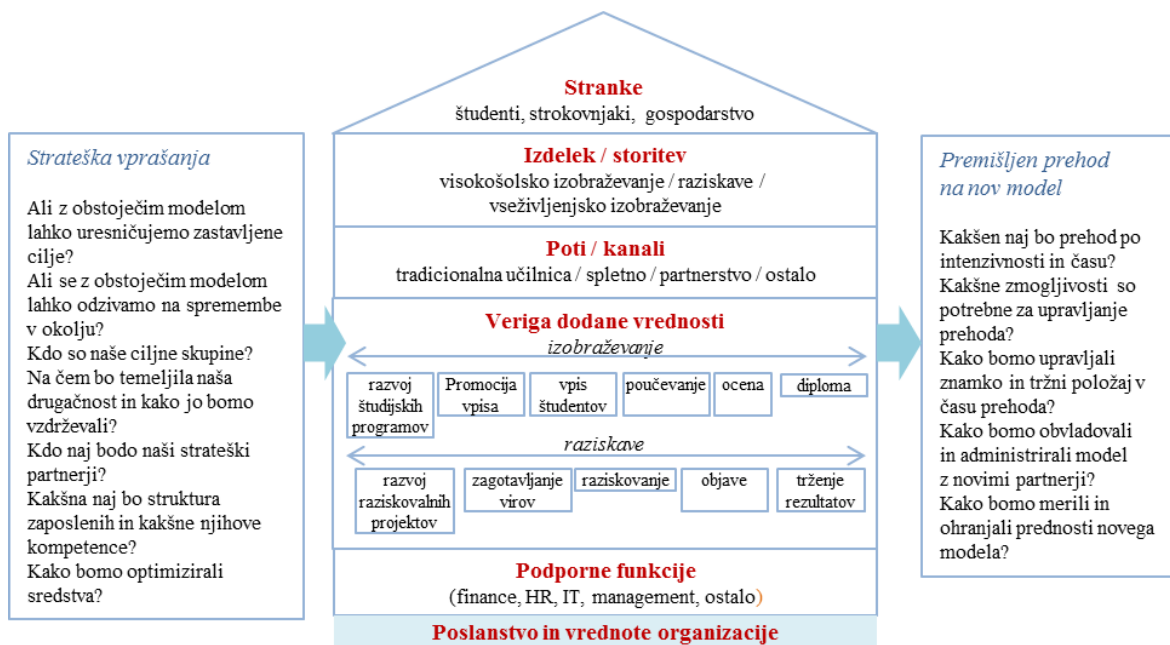 Strateška vprašanja
Ali z obstoječim modelom
lahko uresničujemo zastavljene
cilje?
Ali se z obstoječim modelom
lahko odzivamo na spremembe
v okolju?
Kdo so naše ciljne skupine?
Na čem bo temeljila naša
drugačnost in kako jo bomo
vzdrževali?
Kdo naj bodo naši strateški
partnerji?
Kakšna naj bo struktura
zaposlenih in kakšne njihove
kompetence?
Kako bomo optimizirali
sredstva?
Stranke
študenti, strokovnjaki, gospodarstvo
Izdelek / storitev
visokošolsko izobraževanje / raziskave /
vseživljenjsko izobraževanje
Poti / kanali
tradicionalna učilnica / spletno / partnerstvo / ostalo
Veriga dodane vrednosti
izobraževanje
razvoj
študijskih
programov
Promocija
vpisa
vpis
študentov
poučevanje
ocena
diploma
raziskave
razvoj
raziskovalnih
projektov
zagotavljanje
virov
raziskovanje
objave
trženje
rezultatov
Podporne funkcije
(finance, HR, IT, management, ostalo)
Poslanstvo in vrednote organizacije
Premišljen prehod
na nov model
Kakšen naj bo prehod po
intenzivnosti in času?
Kakšne zmogljivosti so
potrebne za upravljanje
prehoda?
Kako bomo upravljali
znamko in tržni položaj v
času prehoda?
Kako bomo obvladovali
in administrirali model
z novimi partnerji?
Kako bomo merili in
ohranjali prednosti novega
modela?